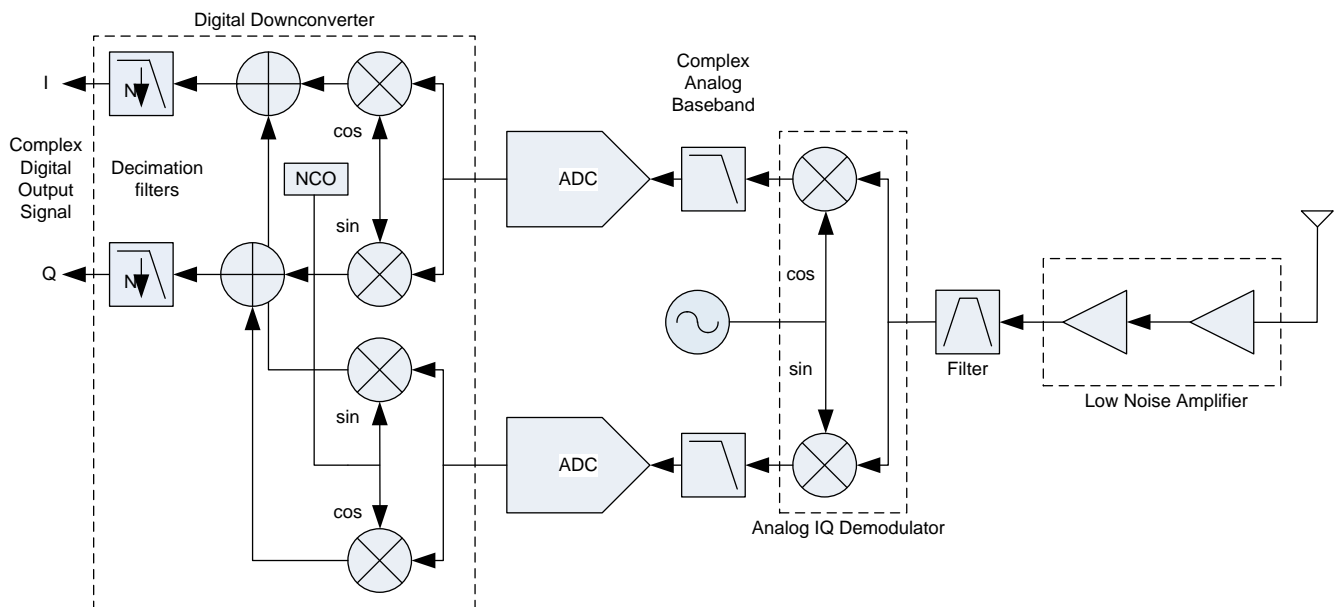 Digital Downconverter
I
N
cos
Complex
Analog
Baseband
Complex
Digital
Output
Signal
Decimation
filters
NCO
ADC
sin
Q
N
cos
sin
Filter
Low Noise Amplifier
sin
ADC
cos
Analog IQ Demodulator